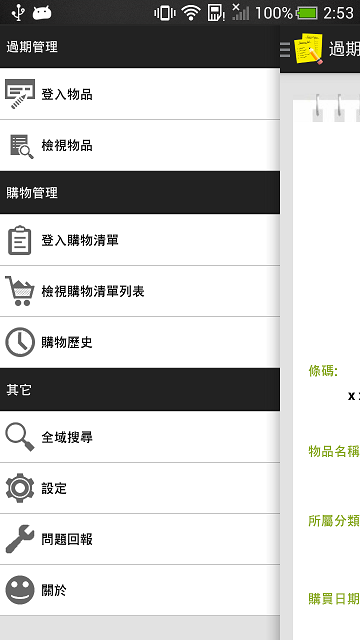 100% 2:53
過期管理
過期
登入物品
檢視物品
購物管理
登入購物清單
檢視購物清單列表
購物歷史
其它
全域搜尋
設定
問題回報
關於
條碼:
x
物品名稱
所屬分類
購買日期